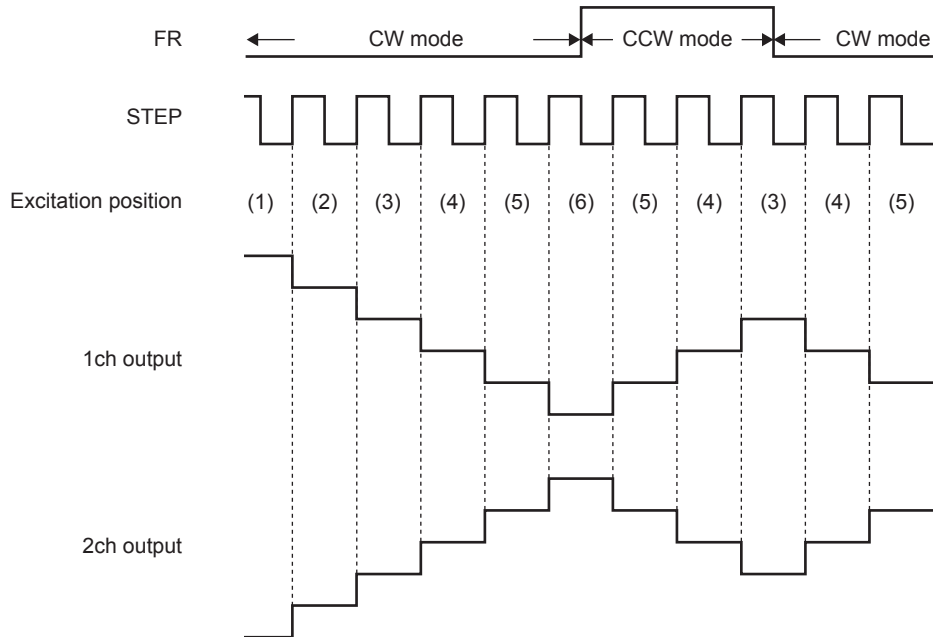 FR CW mode CCW mode CW mode
STEP
Excitation position (1) (2) (3) (4) (5) (6) (5) (4) (3) (4) (5)
1ch output
2ch output